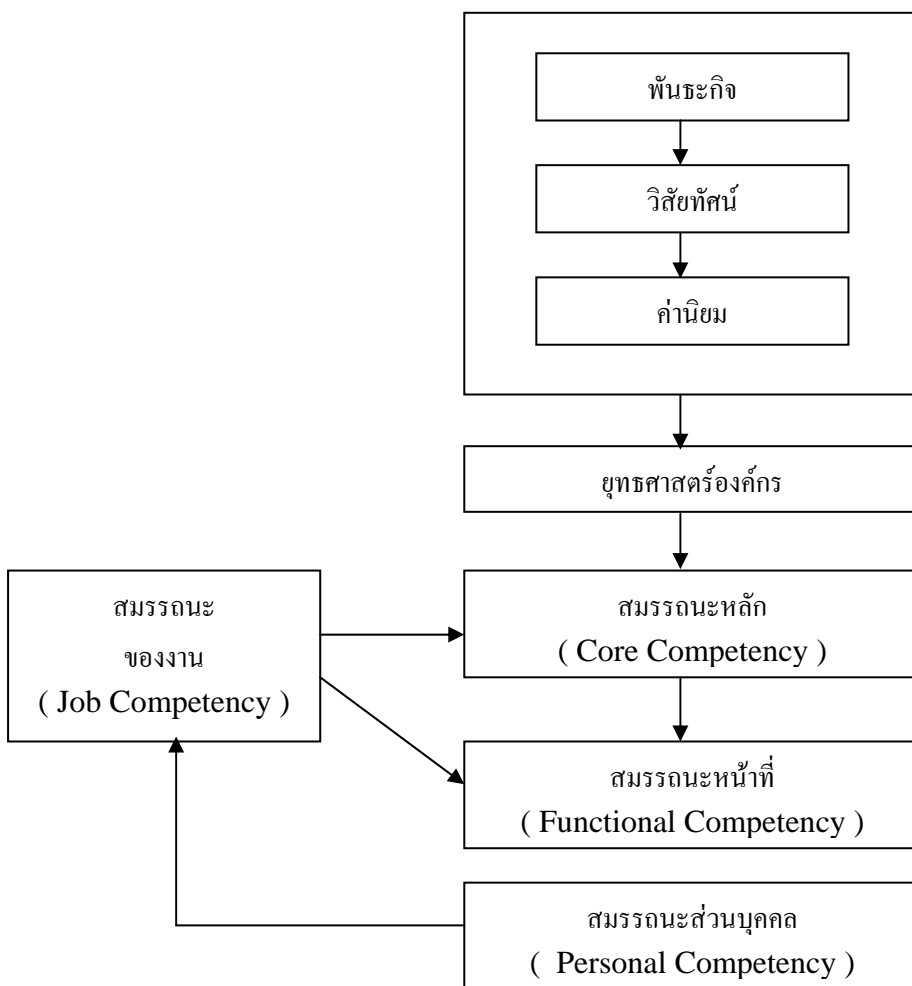 พันธะกิจ
วิสัยทัศน์
ค่านิยม
ยุทธศาสตร์องค์กร
สมรรถนะ
ของงาน
( Job Competency )
สมรรถนะหลัก
( Core Competency )
สมรรถนะหน้าที่
( Functional Competency )
สมรรถนะส่วนบุคคล
( Personal Competency )